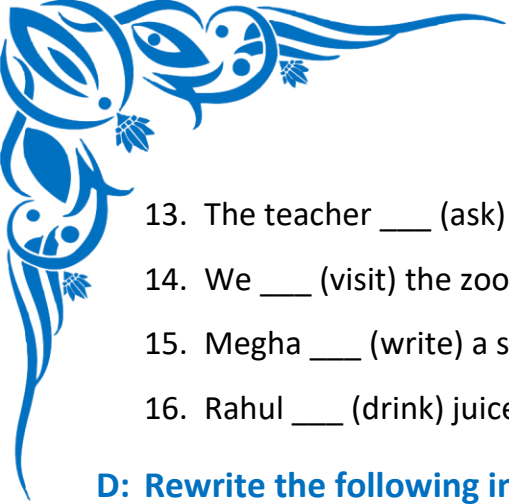 13. The teacher ___ (ask)
14. We ___ (visit) the zoo
15. Megha ___ (write) a
16. Rahul ___ (drink) juice
D: Rewrite the following